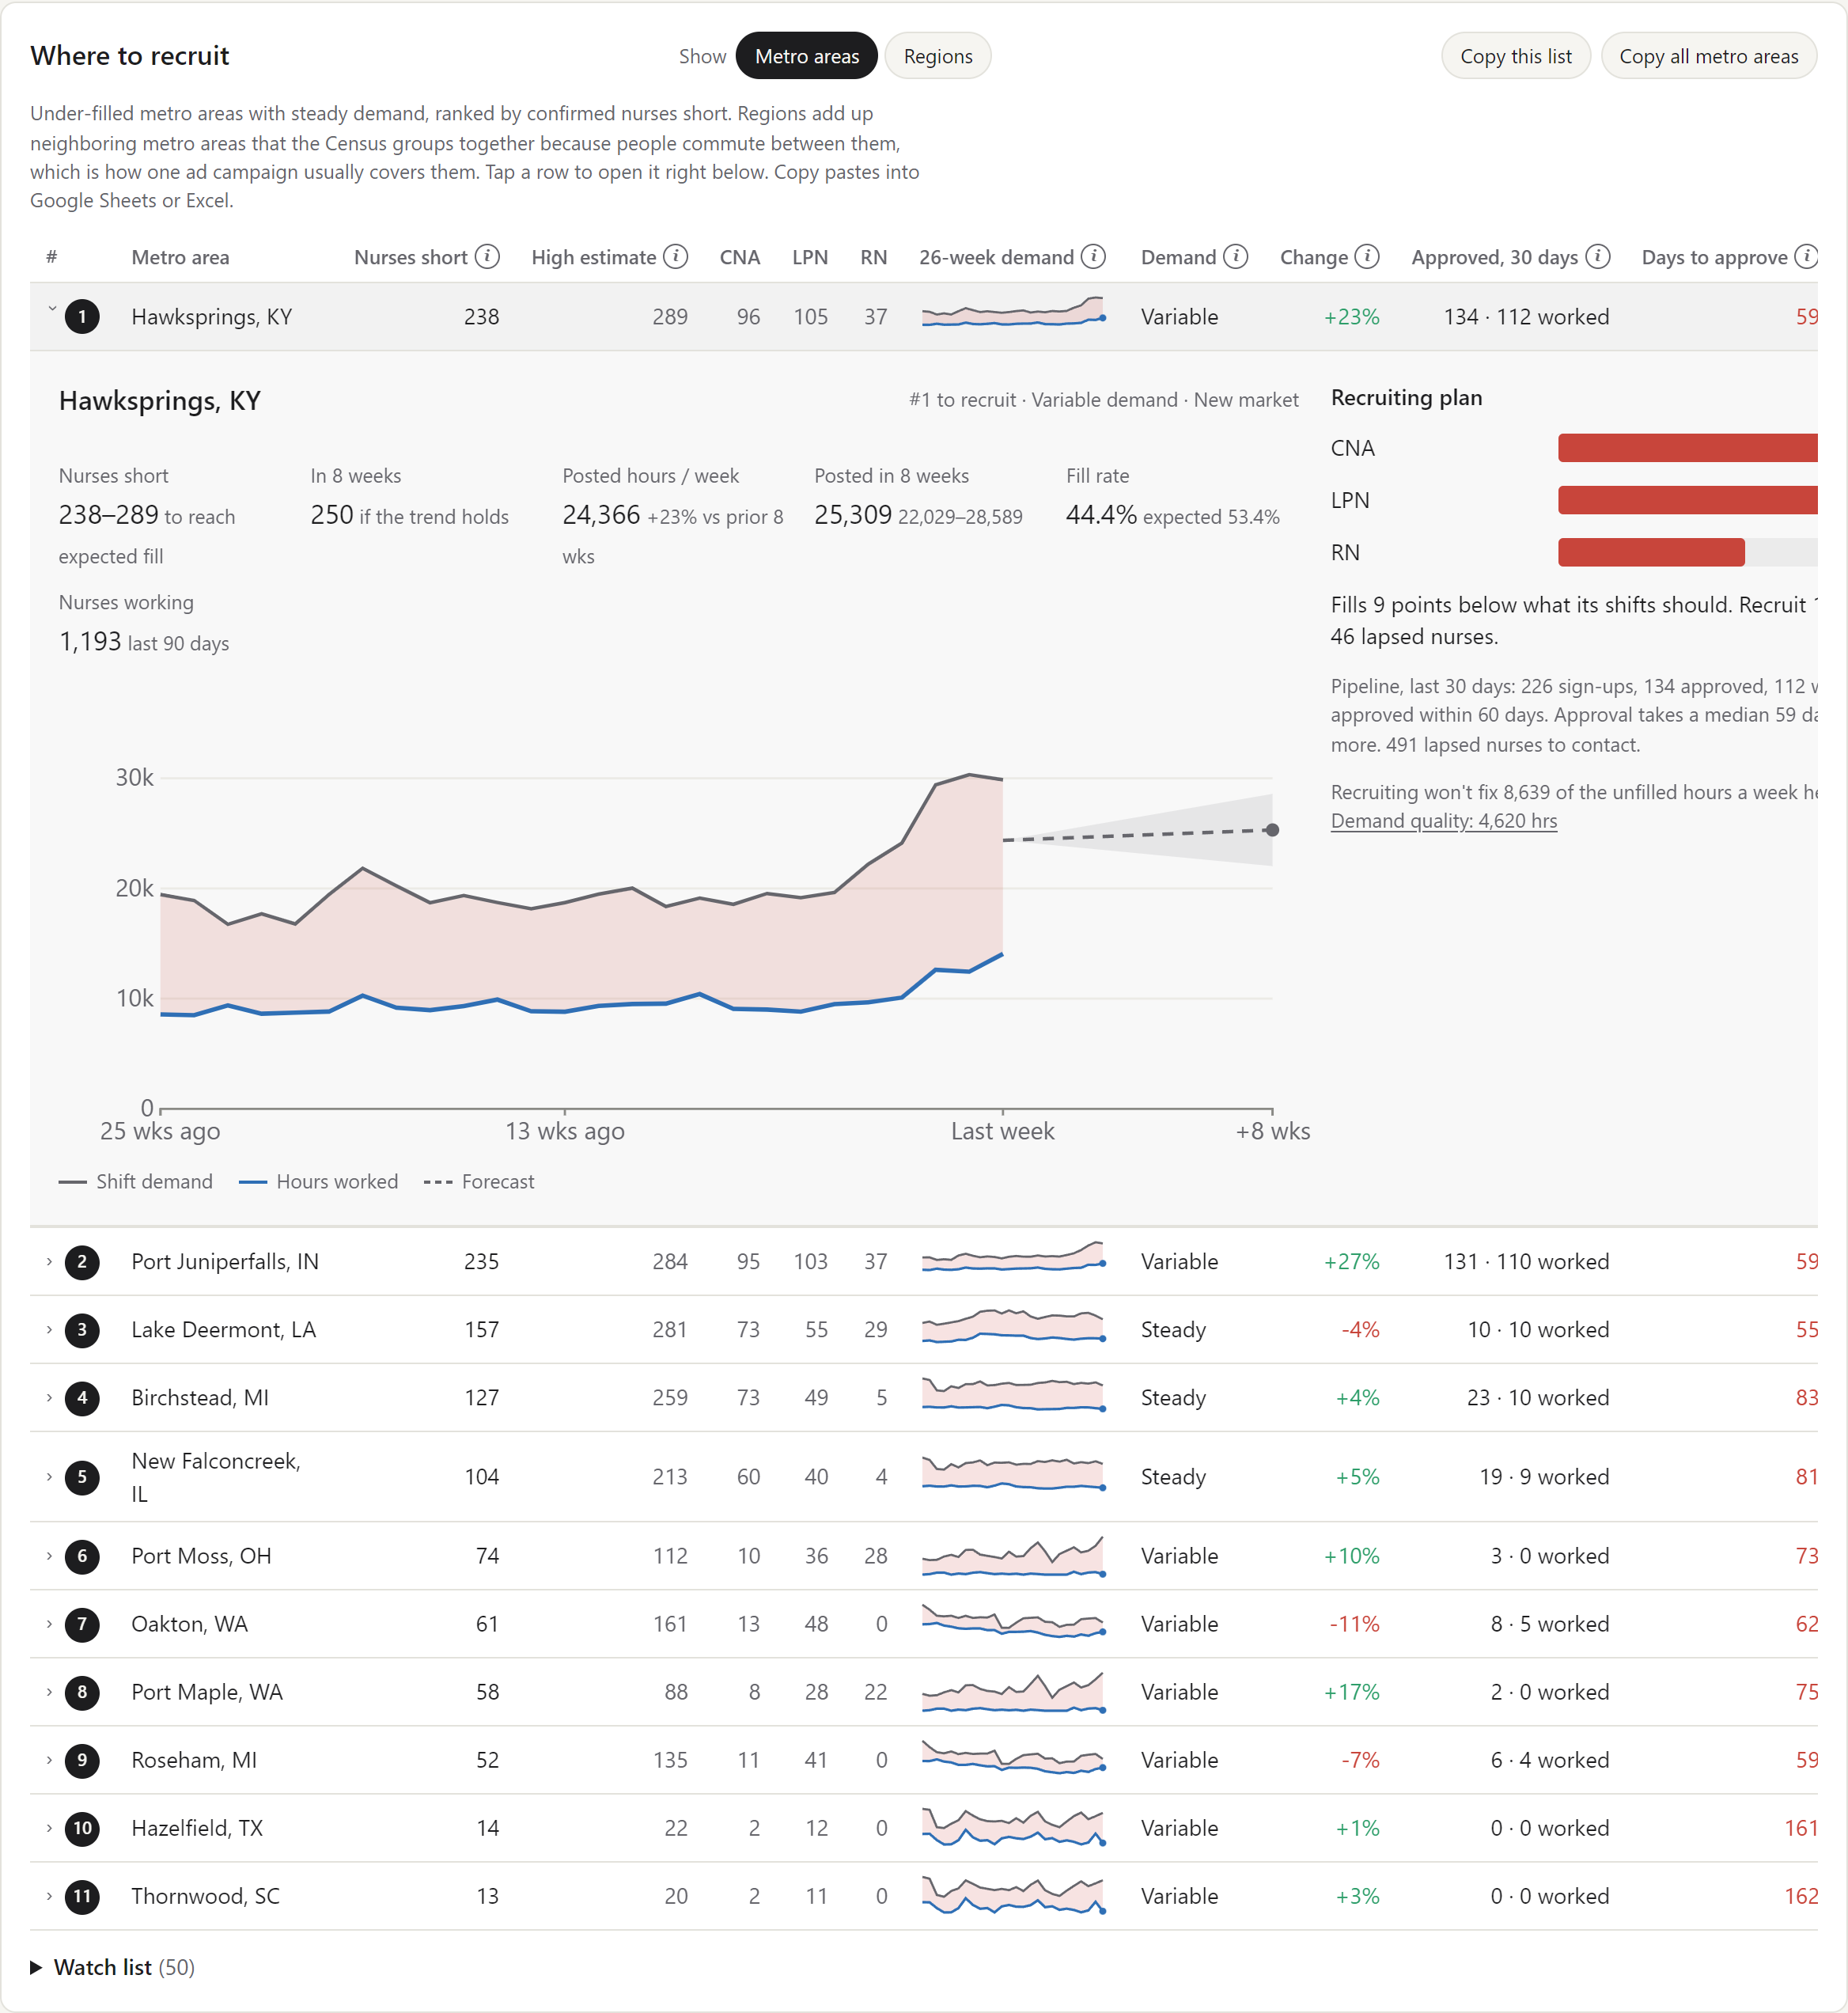 Where to recruit
Show Metro areas Regions
Copy this list Copy all metro areas
Under-filled metro areas with steady demand, ranked by confirmed nurses short. Regions add up
neighboring metro areas that the Census groups together because people commute between them,
which is how one ad campaign usually covers them. Tap a row to open it right below. Copy pastes into
Google Sheets or Excel.
# Metro area Nurses short i High estimate i CNA LPN RN 26-week demand i Demand i Change i Approved, 30 days i Days to approve i
1 Hawksprings, KY 238 289 96 105 37 Variable +23% 134 · 112 worked 59
Hawksprings, KY
#1 to recruit · Variable demand · New market
Nurses short
238–289 to reach
expected fill
In 8 weeks
250 if the trend holds
Posted hours / week
24,366 +23% vs prior 8
wks
Posted in 8 weeks
25,309 22,029–28,589
Fill rate
44.4% expected 53.4%
Nurses working
1,193 last 90 days
30k
20k
10k
0
25 wks ago 13 wks ago Last week +8 wks
Shift demand Hours worked Forecast
Recruiting plan
CNA
LPN
RN
Fills 9 points below what its shifts should. Recruit
46 lapsed nurses.
Pipeline, last 30 days: 226 sign-ups, 134 approved, 112
approved within 60 days. Approval takes a median 59
more. 491 lapsed nurses to contact.
Recruiting won't fix 8,639 of the unfilled hours a week
Demand quality: 4,620 hrs
2 Port Juniperfalls, IN 235 284 95 103 37 Variable +27% 131 · 110 worked 59
3 Lake Deermont, LA 157 281 73 55 29 Steady -4% 10 · 10 worked 55
4 Birchstead, MI 127 259 73 49 5 Steady +4% 23 · 10 worked 83
5 New Falconcreek,
IL 104 213 60 40 4 Steady +5% 19 · 9 worked 81
6 Port Moss, OH 74 112 10 36 28 Variable +10% 3 · 0 worked 73
7 Oakton, WA 61 161 13 48 0 Variable -11% 8 · 5 worked 62
8 Port Maple, WA 58 88 8 28 22 Variable +17% 2 · 0 worked 75
9 Roseham, MI 52 135 11 41 0 Variable -7% 6 · 4 worked 59
10 Hazelfield, TX 14 22 2 12 0 Variable +1% 0 · 0 worked 161
11 Thornwood, SC 13 20 2 11 0 Variable +3% 0 · 0 worked 162
Watch list (50)